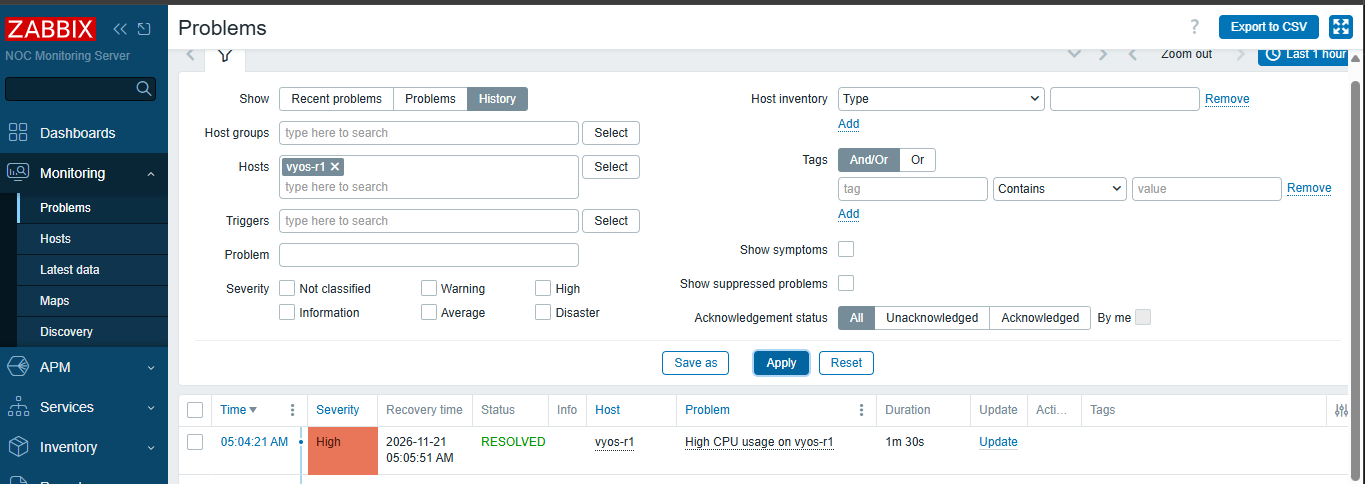 ZABBIX
NOC Monitoring Server
Dashboards
Monitoring
Problems
Hosts
Latest data
Maps
Discovery
APM
Services
Inventory
Problems
? Export to CSV
Zoom out Last 1 hour
Show Recent problems Problems History
Host groups type here to search Select
Hosts vyos-r1 Select
type here to search
Triggers type here to search Select
Problem
Severity Not classified Warning High
Information Average Disaster
Host inventory Type Remove
Add
Tags And/Or Or
tag Contains value Remove
Add
Show symptoms
Show suppressed problems
Acknowledgement status All Unacknowledged Acknowledged By me
Save as Apply Reset
Time Severity Recovery time Status Info Host Problem Duration Update Acti... Tags
05:04:21 AM High 2026-11-21 RESOLVED vyos-r1 High CPU usage on vyos-r1 1m 30s Update
05:05:51 AM